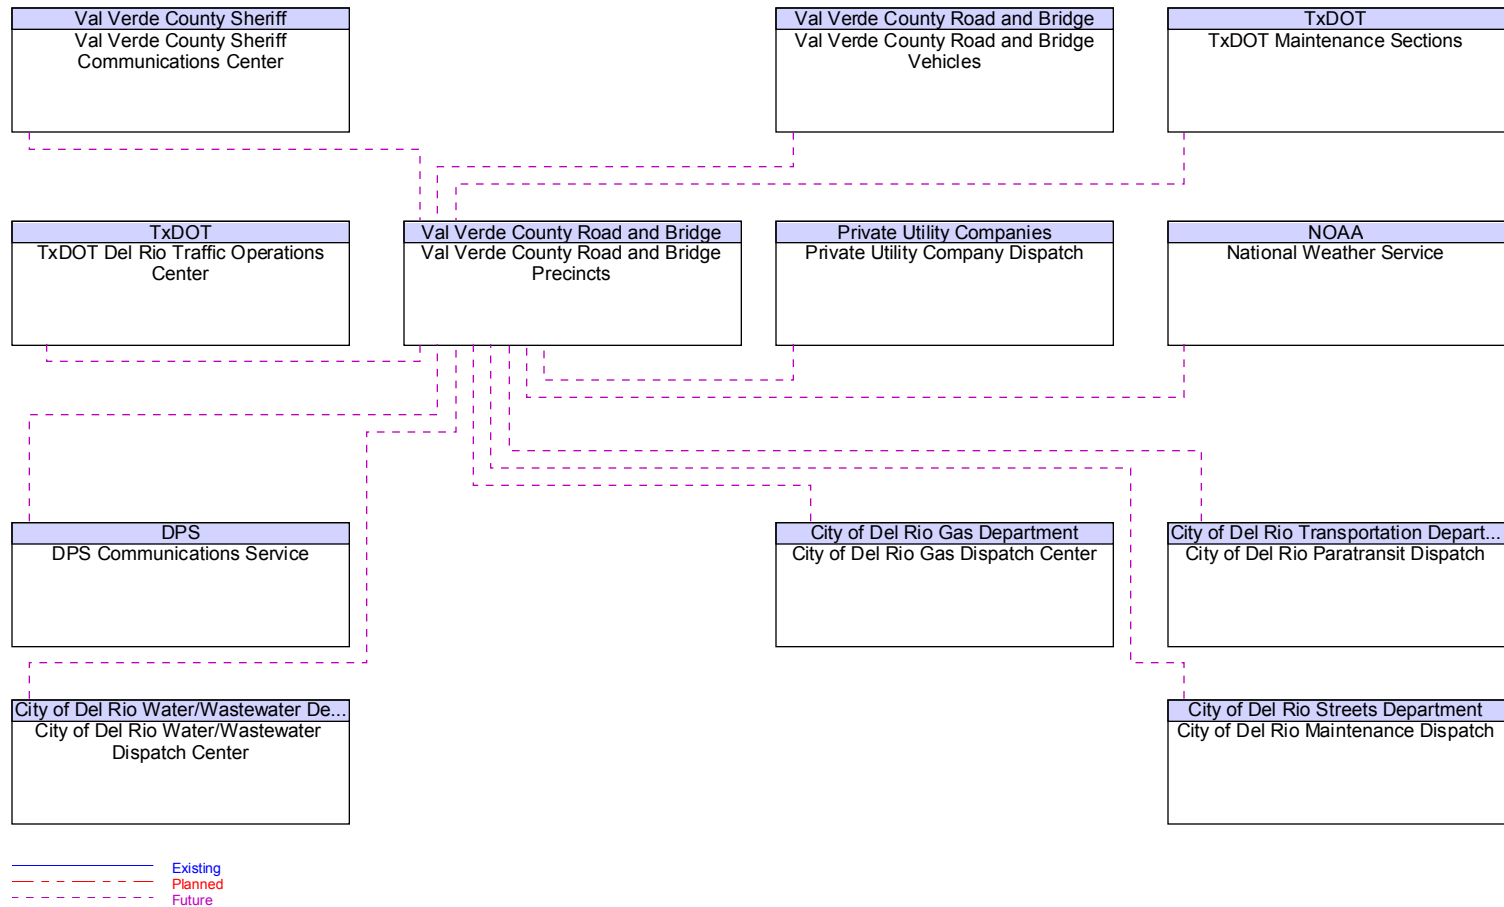 Val Verde County Sheriff
Val Verde County Sheriff
Communications Center
Val Verde County Road and Bridge
Val Verde County Road and Bridge
Vehicles
TxDOT
TxDOT Maintenance Sections
TxDOT
TxDOT Del Rio Traffic Operations
Center
Val Verde County Road and Bridge
Val Verde County Road and Bridge
Precincts
Private Utility Companies
Private Utility Company Dispatch
NOAA
National Weather Service
DPS
DPS Communications Service
City of Del Rio Gas Department
City of Del Rio Gas Dispatch Center
City of Del Rio Transportation Depart...
City of Del Rio Paratransit Dispatch
City of Del Rio Water/Wastewater De...
City of Del Rio Water/Wastewater
Dispatch Center
City of Del Rio Streets Department
City of Del Rio Maintenance Dispatch
Existing
Planned
Future